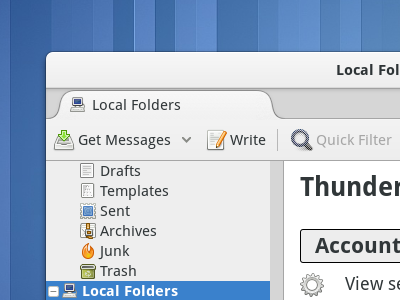 Local Fol
Local Folders
Get Messages Write Quick Filter
Drafts
Templates
Sent
Archives
Junk
Trash
Local Folders
Thunder
Account
View se